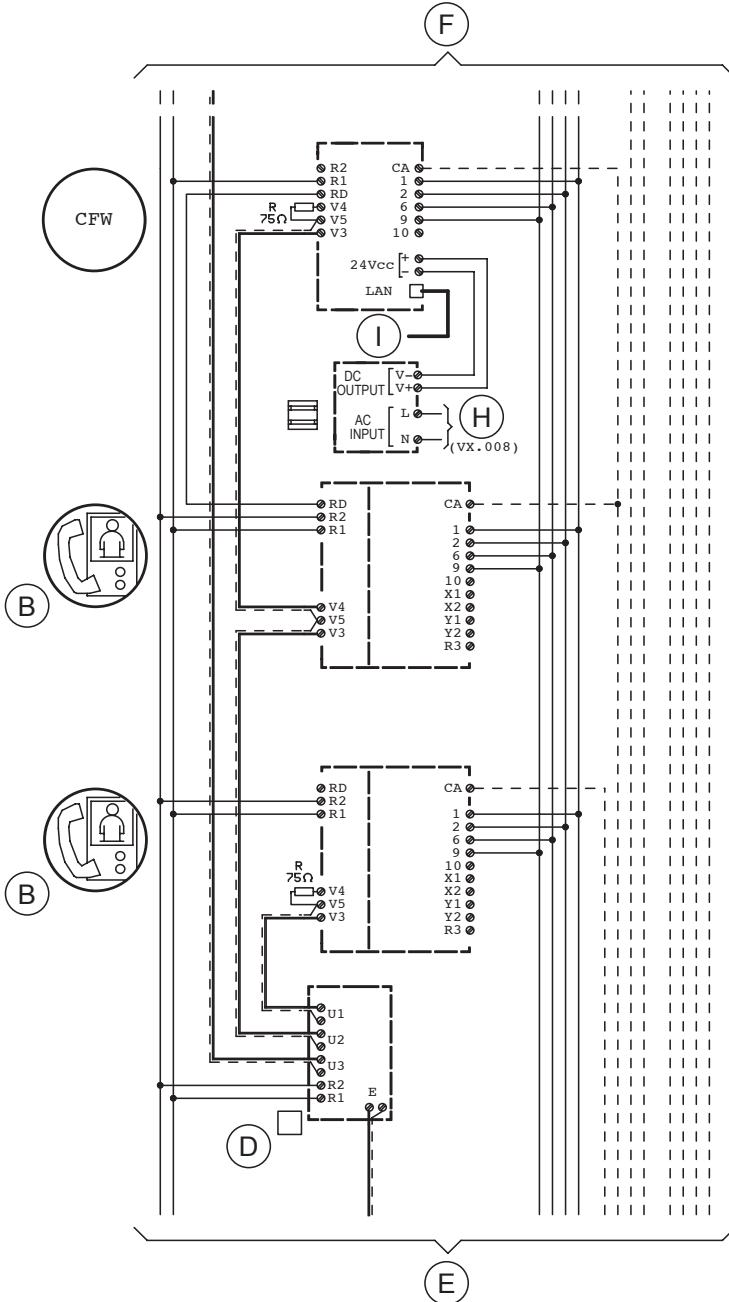 F
CFW
R2 CA
R1 1
RD 2
R
75Ω
V4 6
V5 9
V3 10
24Vcc [ +
-
LAN
I
DC
OUTPUT [ V-
V+
AC
INPUT [ L
N
H
(VX.008)
RD CA
R2
R1 1
2
6
9
10
X1
V4 X2
V5 Y1
V3 Y2
R3
B
RD CA
R2
R1 1
2
6
9
10
R
75Ω
X1
V4 X2
V5 Y1
V3 Y2
R3
B
U1
U2
U3
R2
R1
E
D
E